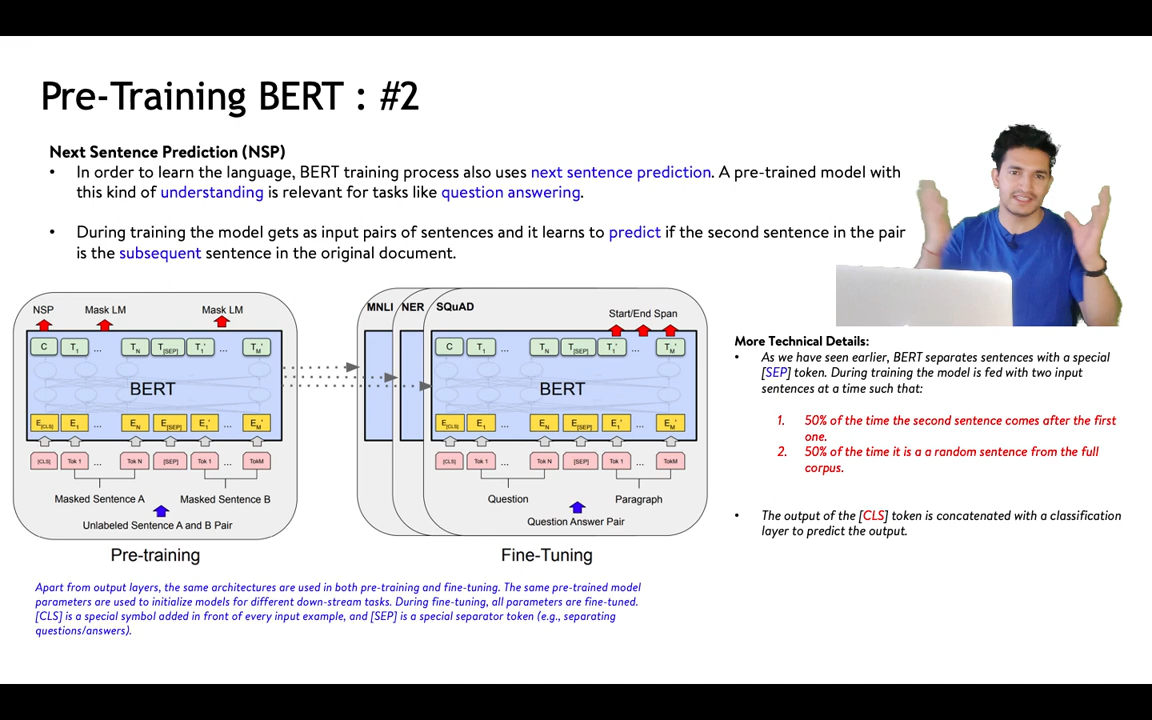 Pre-Training BERT : #2
Next Sentence Prediction (NSP)
• In order to learn the language, BERT training process also uses next sentence prediction. A pre-trained model with
this kind of understanding is relevant for tasks like question answering.
• During training the model gets as input pairs of sentences and it learns to predict if the second sentence in the pair
is the subsequent sentence in the original document.
NSP Mask LM Mask LM
C T1 ... TN T[SEP] T1' ... TM'
BERT
E[CLS] E1 ... EN E[SEP] E1' ... EM'
[CLS] Tok 1 ... Tok N [SEP] Tok 1 ... TokM
Masked Sentence A Masked Sentence B
Unlabeled Sentence A and B Pair
Pre-training
MNLI NER SQuAD
Start/End Span
C T1 ... TN T[SEP] T1' ... TM'
BERT
E[CLS] E1 ... EN E[SEP] E1' ... EM'
[CLS] Tok 1 ... Tok N [SEP] Tok 1 ... TokM
Question Paragraph
Question Answer Pair
Fine-Tuning
Apart from output layers, the same architectures are used in both pre-training and fine-tuning. The same pre-trained model
parameters are used to initialize models for different down-stream tasks. During fine-tuning, all parameters are fine-tuned.
[CLS] is a special symbol added in front of every input example, and [SEP] is a special separator token (e.g., separating
questions/answers).
More Technical Details:
• As we have seen earlier, BERT separates sentences with a special
[SEP] token. During training the model is fed with two input
sentences at a time such that:
1. 50% of the time the second sentence comes after the first
one.
2. 50% of the time it is a a random sentence from the full
corpus.
• The output of the [CLS] token is concatenated with a classification
layer to predict the output.